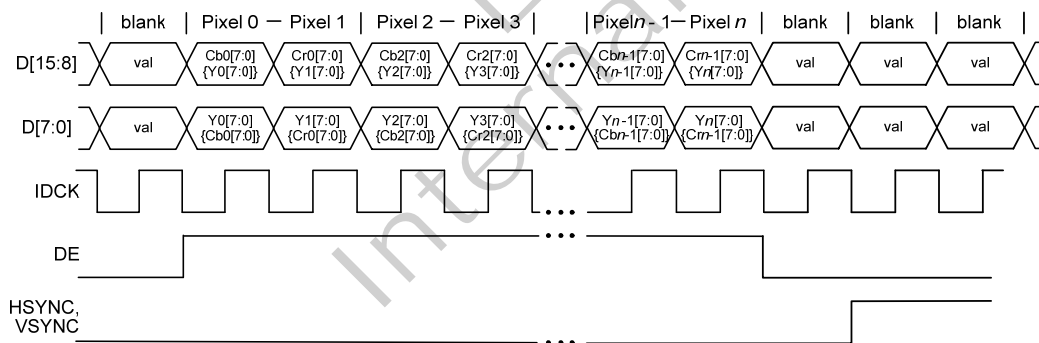 | blank | Pixel 0 — Pixel 1 | Pixel 2 — Pixel 3 | | Pixel n - 1 — Pixel n | blank | blank | blank |
D[15:8] val Cb0[7:0] Cr0[7:0] Cb2[7:0] Cr2[7:0] ••• Cbn-1[7:0] Crn-1[7:0] val val val
{Y0[7:0]} {Y1[7:0]} {Y2[7:0]} {Y3[7:0]} {Yn-1[7:0]} {Yn[7:0]}
D[7:0] val Y0[7:0] Y1[7:0] Y2[7:0] Y3[7:0] ••• Yn-1[7:0] Yn[7:0] val val val
{Cb0[7:0]} {Cr0[7:0]} {Cb2[7:0]} {Cr2[7:0]} {Cbn-1[7:0]} {Crn-1[7:0]}
IDCK •••
DE •••
HSYNC,
VSYNC •••
Interna